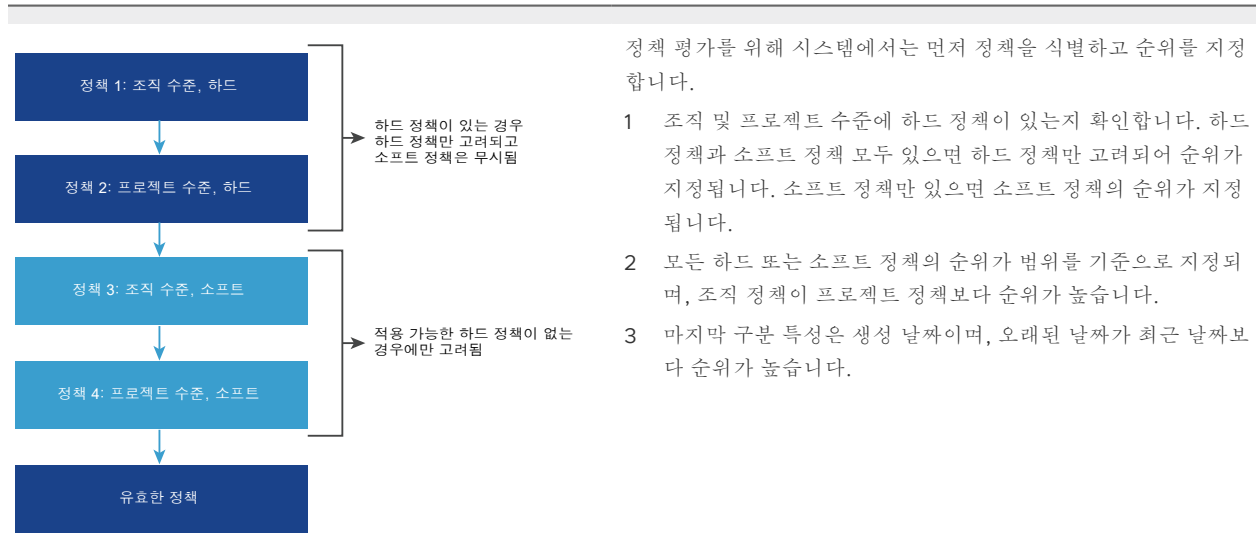 정책 1: 조직 수준, 하드
정책 2: 프로젝트 수준, 하드
정책 3: 조직 수준, 소프트
정책 4: 프로젝트 수준, 소프트
유효한 정책
하드 정책이 있는 경우
하드 정책만 고려되고
소프트 정책은 무시됨
적용 가능한 하드 정책이 없는
경우에만 고려됨
정책 평가를 위해 시스템에서는 먼저 정책을 식별하고 순위를 지정
합니다.
1 조직 및 프로젝트 수준에 하드 정책이 있는지 확인합니다. 하드
정책과 소프트 정책 모두 있으면 하드 정책만 고려되어 순위가
지정됩니다. 소프트 정책만 있으면 소프트 정책의 순위가 지정
됩니다.
2 모든 하드 또는 소프트 정책의 순위가 범위를 기준으로 지정되
며, 조직 정책이 프로젝트 정책보다 순위가 높습니다.
3 마지막 구분 특성은 생성 날짜이며, 오래된 날짜가 최근 날짜보
다 순위가 높습니다.